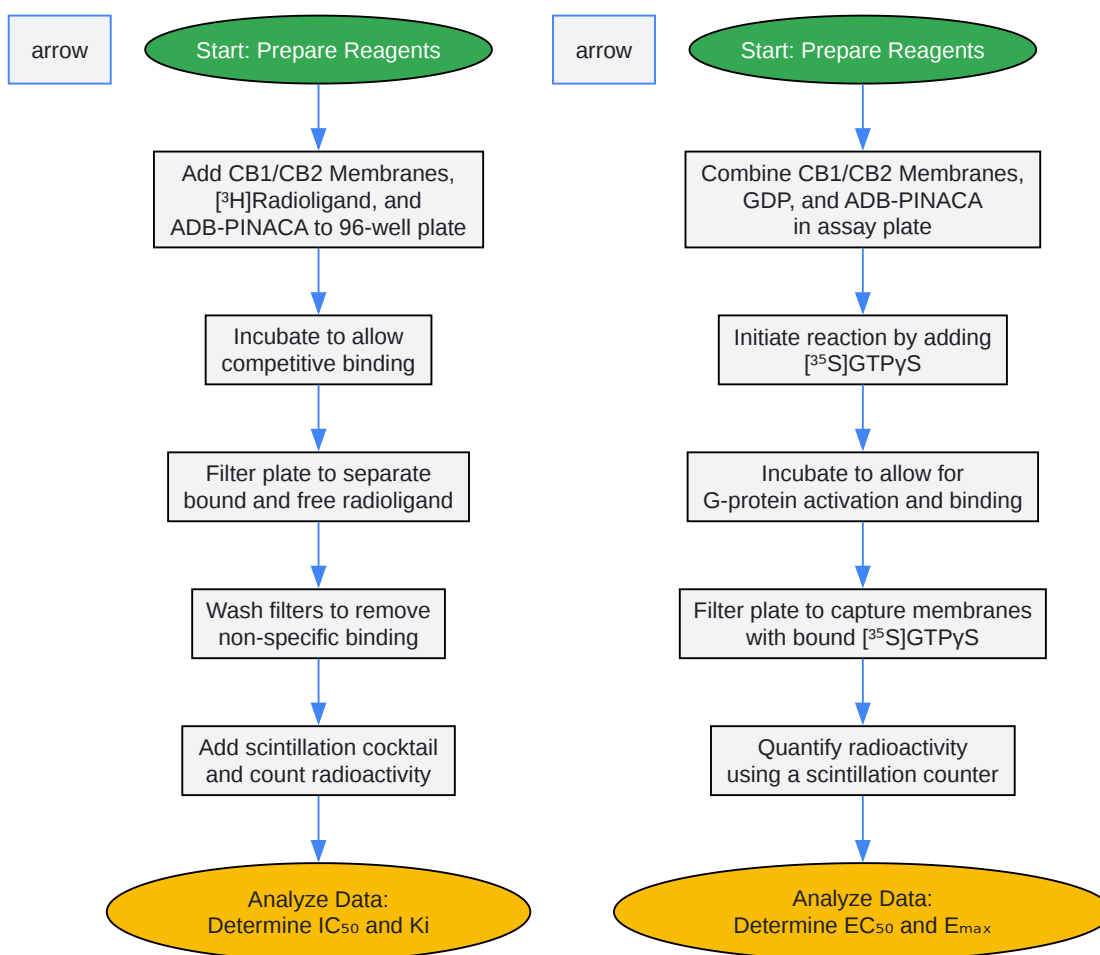 arrow
Start: Prepare Reagents
Add CB1/CB2 Membranes,
[³H]Radioligand, and
ADB-PINACA to 96-well plate
Incubate to allow
competitive binding
Filter plate to separate
bound and free radioligand
Wash filters to remove
non-specific binding
Add scintillation cocktail
and count radioactivity
Analyze Data:
Determine IC₅₀ and Ki
arrow
Start: Prepare Reagents
Combine CB1/CB2 Membranes,
GDP, and ADB-PINACA
in assay plate
Initiate reaction by adding
[³⁵S]GTPγS
Incubate to allow for
G-protein activation and binding
Filter plate to capture membranes
with bound [³⁵S]GTPγS
Quantify radioactivity
using a scintillation counter
Analyze Data:
Determine EC₅₀ and Eₘₐₓ